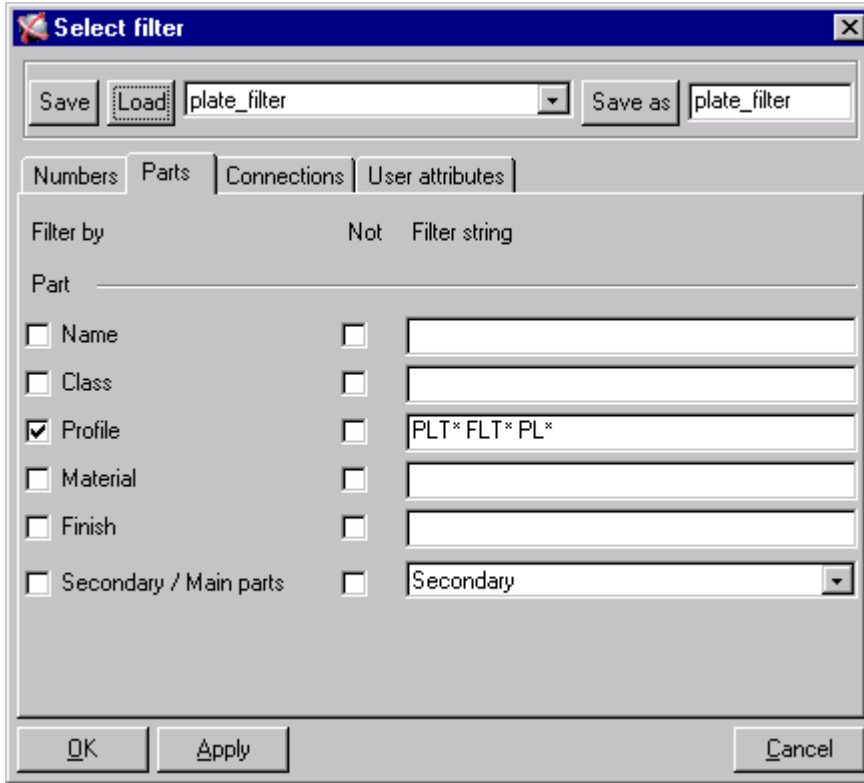 Select filter
Save Load plate_filter Save as plate_filter
Numbers Parts Connections User attributes
Filter by Not Filter string
Part
Name
Class
Profile PLT* FLT* PL*
Material
Finish
Secondary / Main parts Secondary
OK Apply Cancel